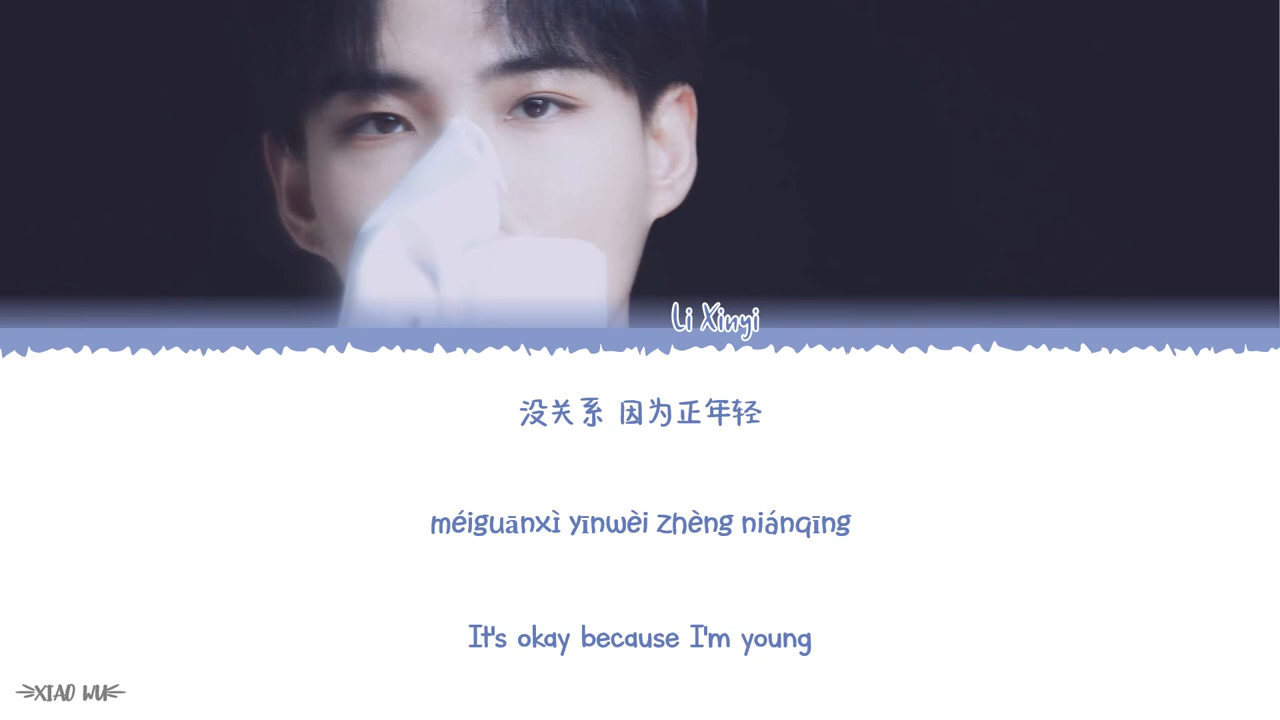 Li Xinyi
没关系 因为正年轻
méiguānxì yīnwèi zhèng niánqīng
It's okay because I'm young
XIAO WU